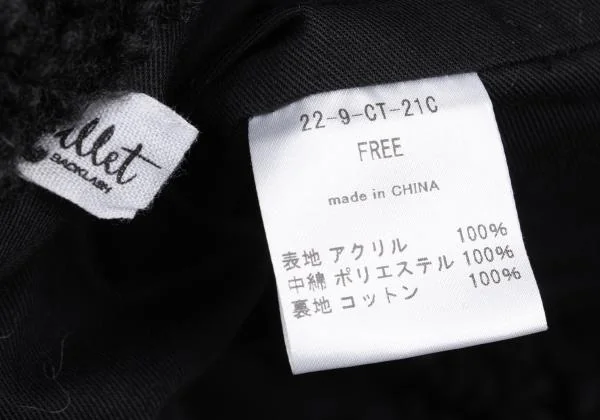 BACKLASH
22-9-CT-21C
FREE
made in CHINA
表地 アクリル 100%
中綿 ポリエステル 100%
裏地 コットン 100%